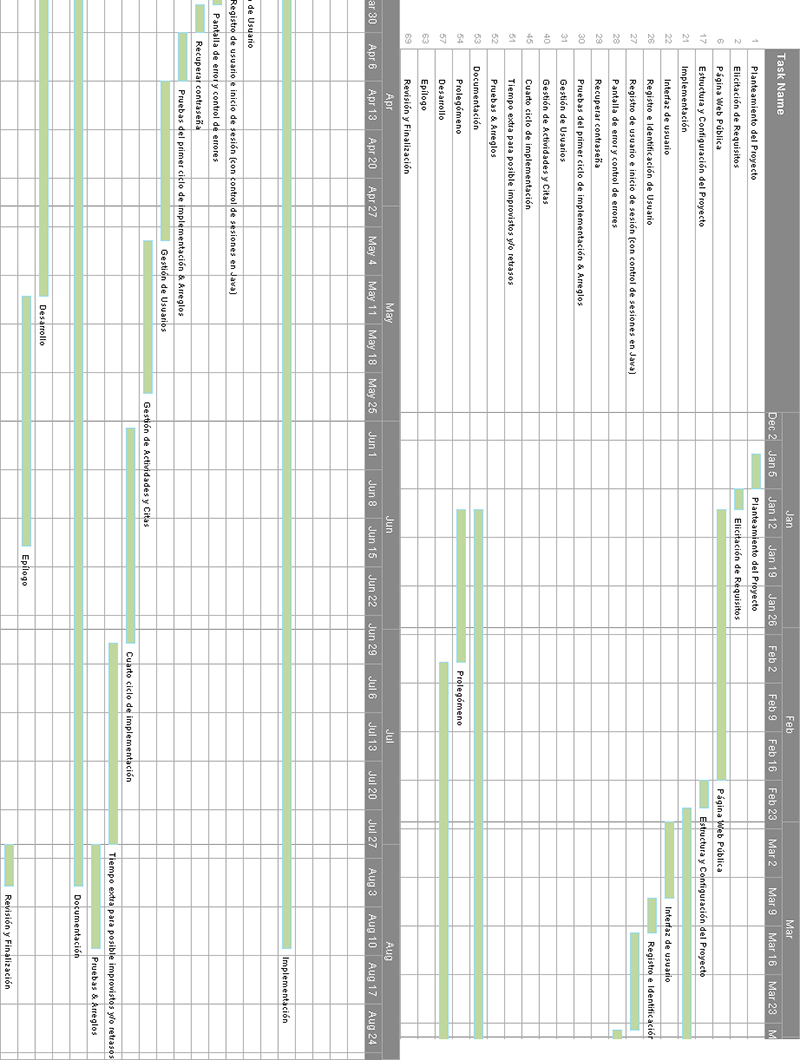 Task Name
1 Planteamiento del Proyecto
2 Elicitación de Requisitos
6 Página Web Pública
17 Estructura y Configuración del Proyecto
21 Implementación
22 Interfaz de usuario
26 Registro e Identificación de Usuario
27 Registro de usuario e inicio de sesión (con control de sesiones en Java)
28 Pantalla de error y control de errores
29 Recuperar contraseña
30 Pruebas del primer ciclo de implementación & Arreglos
31 Gestión de Usuarios
40 Gestión de Actividades y Citas
45 Cuarto ciclo de implementación
51 Tiempo extra para posible improvistos y/o retrasos
52 Pruebas & Arreglos
53 Documentación
54 Prolegómeno
57 Desarrollo
63 Epílogo
69 Revisión y Finalización
Jan Feb Mar
Dec 2 Jan 5 Jan 12 Jan 19 Jan 26 Feb 2 Feb 9 Feb 16 Feb 23 Mar 2 Mar 9 Mar 16 Mar 23 M
Planteamiento del Proyecto
Elicitación de Requisitos
Página Web Pública
Estructura y Configuración del Proyecto
Interfaz de usuario
Registro e Identificación
Prolegómeno
Apr May Jun Jul Aug
ar 30 Apr 6 Apr 13 Apr 20 Apr 27 May 4 May 11 May 18 May 25 Jun 1 Jun 8 Jun 15 Jun 22 Jun 29 Jul 6 Jul 13 Jul 20 Jul 27 Aug 3 Aug 10 Aug 17 Aug 24
Implementación
de Usuario
Registro de usuario e inicio de sesión (con control de sesiones en Java)
Pantalla de error y control de errores
Recuperar contraseña
Pruebas del primer ciclo de implementación & Arreglos
Gestión de Usuarios
Gestión de Actividades y Citas
Cuarto ciclo de implementación
Tiempo extra para posible improvistos y/o retrasos
Pruebas & Arreglos
Documentación
Desarrollo
Epílogo
Revisión y Finalización